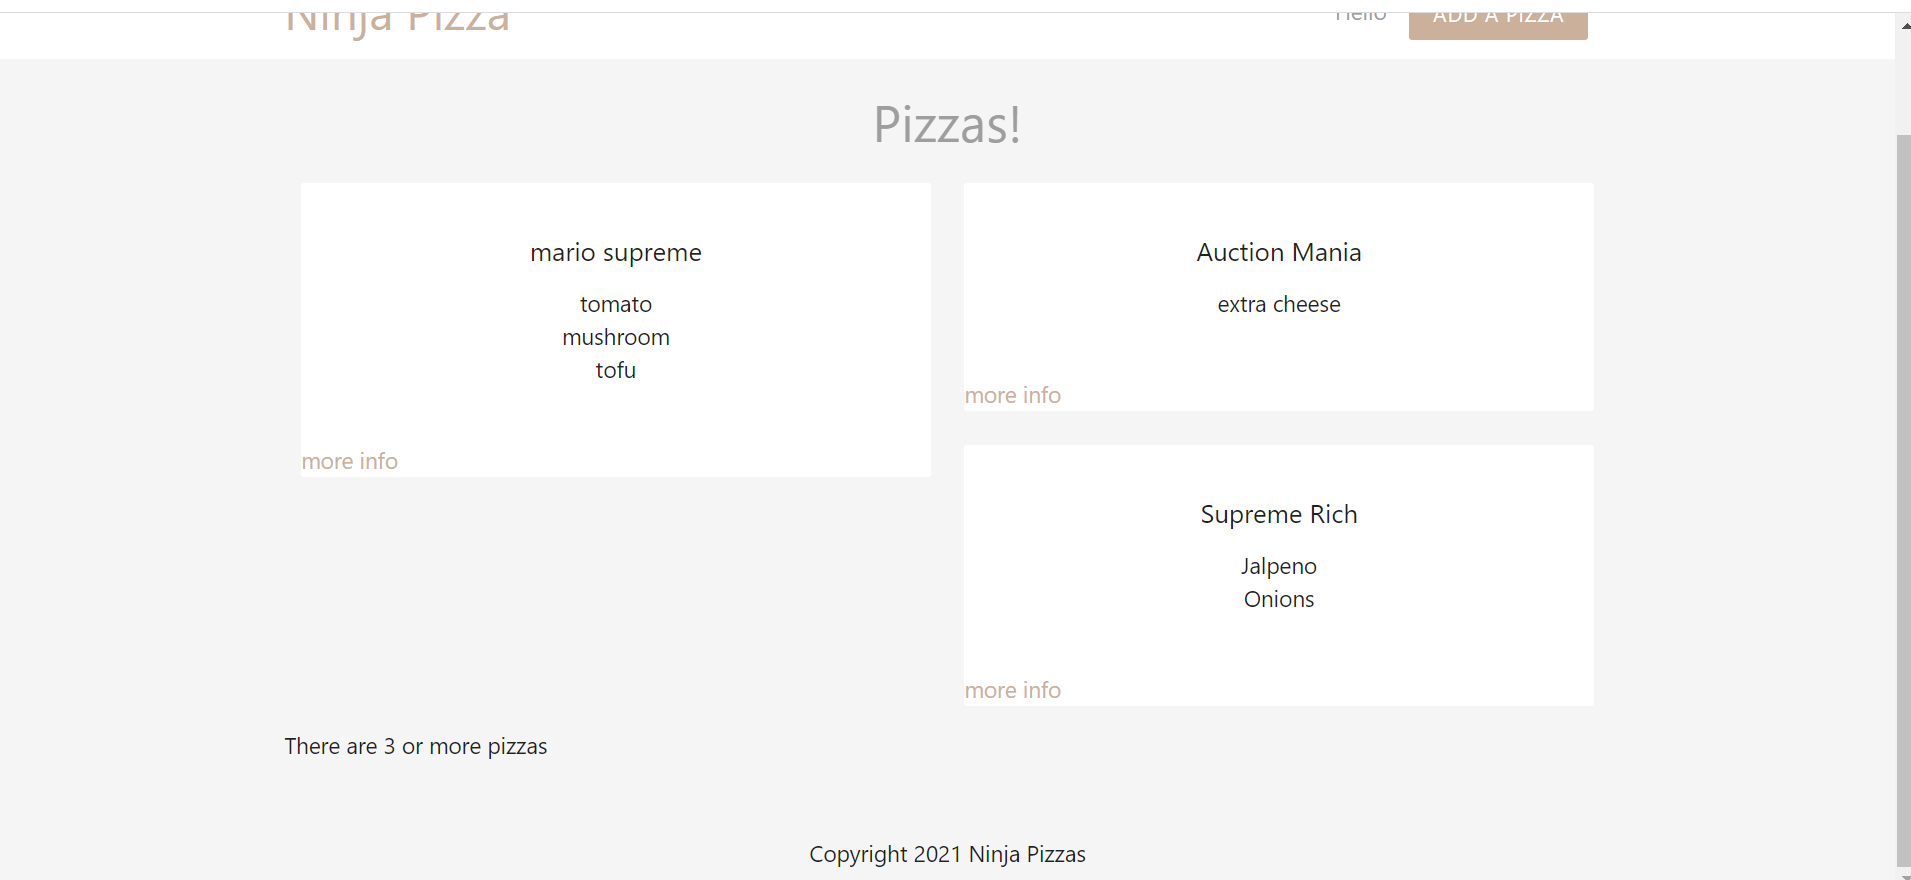 Ninja Pizza
Hello
ADD A PIZZA
Pizzas!
mario supreme
tomato
mushroom
tofu
more info
Auction Mania
extra cheese
more info
Supreme Rich
Jalpeno
Onions
more info
There are 3 or more pizzas
Copyright 2021 Ninja Pizzas